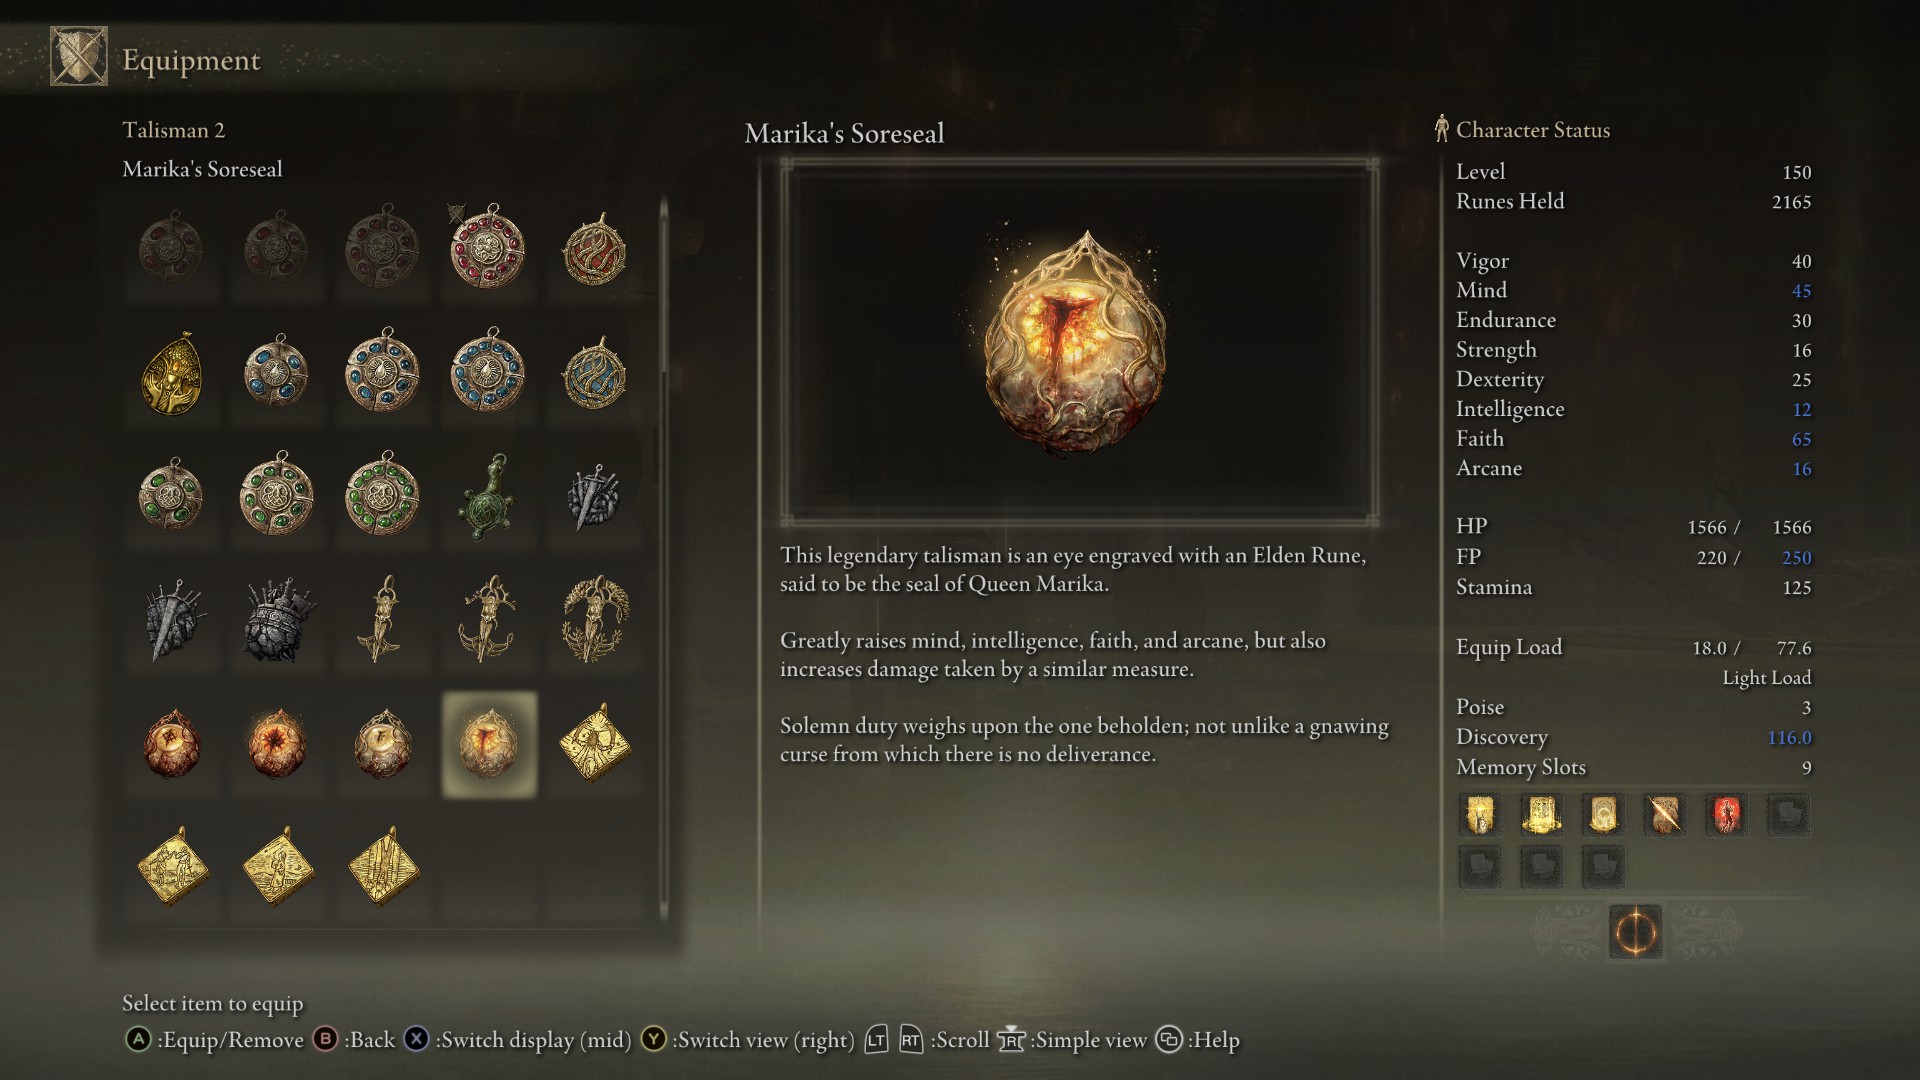 Equipment
Talisman 2
Marika's Soreseal
Marika's Soreseal
This legendary talisman is an eye engraved with an Elden Rune,
said to be the seal of Queen Marika.
Greatly raises mind, intelligence, faith, and arcane, but also
increases damage taken by a similar measure.
Solemn duty weighs upon the one beholden; not unlike a gnawing
curse from which there is no deliverance.
Character Status
Level 150
Runes Held 2165
Vigor 40
Mind 45
Endurance 30
Strength 16
Dexterity 25
Intelligence 12
Faith 65
Arcane 16
HP 1566 / 1566
FP 220 / 250
Stamina 125
Equip Load 18.0 / 77.6
Light Load
Poise 3
Discovery 116.0
Memory Slots 9
Select item to equip
A :Equip/Remove B :Back X :Switch display (mid) Y :Switch view (right) LT RT :Scroll R :Simple view :Help